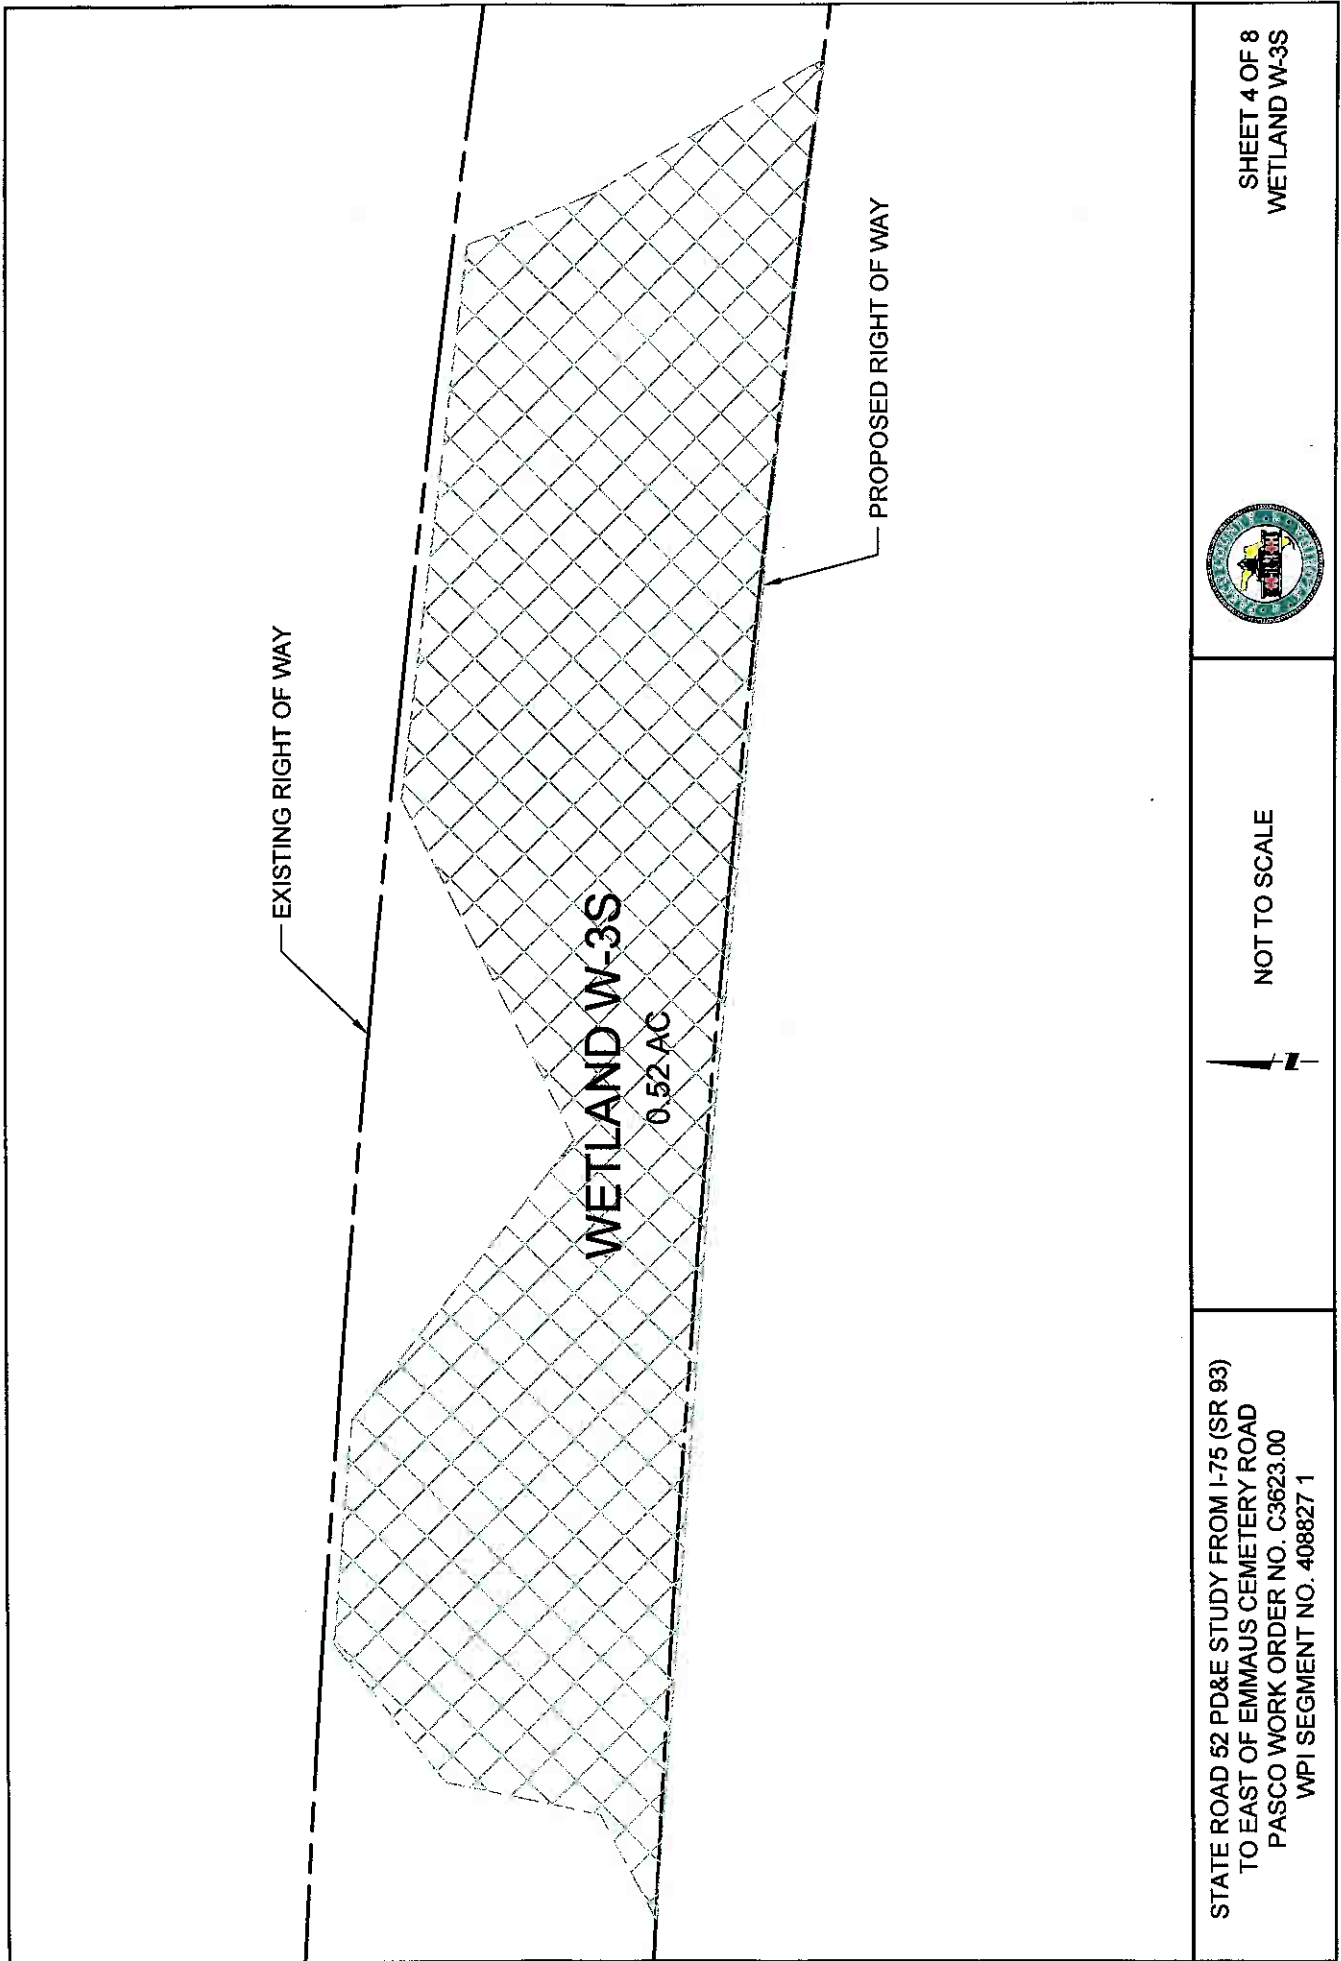 EXISTING RIGHT OF WAY
WETLAND W-3S
0.52 AC
PROPOSED RIGHT OF WAY
STATE ROAD 52 PD&E STUDY FROM I-75 (SR 93)
TO EAST OF EMMAUS CEMETERY ROAD
PASCO WORK ORDER NO. C3623.00
WPI SEGMENT NO. 408827 1
NOT TO SCALE
SHEET 4 OF 8
WETLAND W-3S